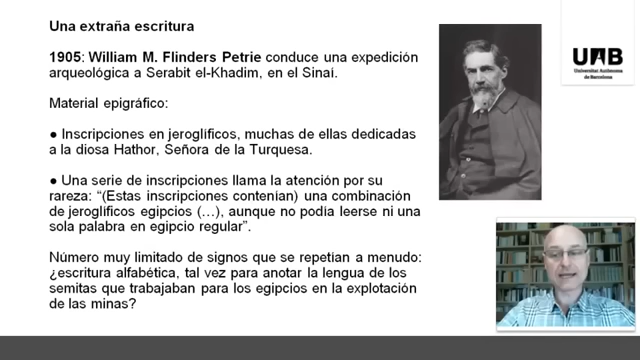 Una extraña escritura
1905: William M. Flinders Petrie conduce una expedición
arqueológica a Serabit el-Khadim, en el Sinaí.
Material epigráfico:
● Inscripciones en jeroglíficos, muchas de ellas dedicadas
a la diosa Hathor, Señora de la Turquesa.
● Una serie de inscripciones llama la atención por su
rareza: “(Estas inscripciones contenían) una combinación
de jeroglíficos egipcios (…), aunque no podía leerse ni una
sola palabra en egipcio regular”.
Número muy limitado de signos que se repetían a menudo:
¿escritura alfabética, tal vez para anotar la lengua de los
semitas que trabajaban para los egipcios en la explotación
de las minas?
UAB
Universitat Autònoma
de Barcelona